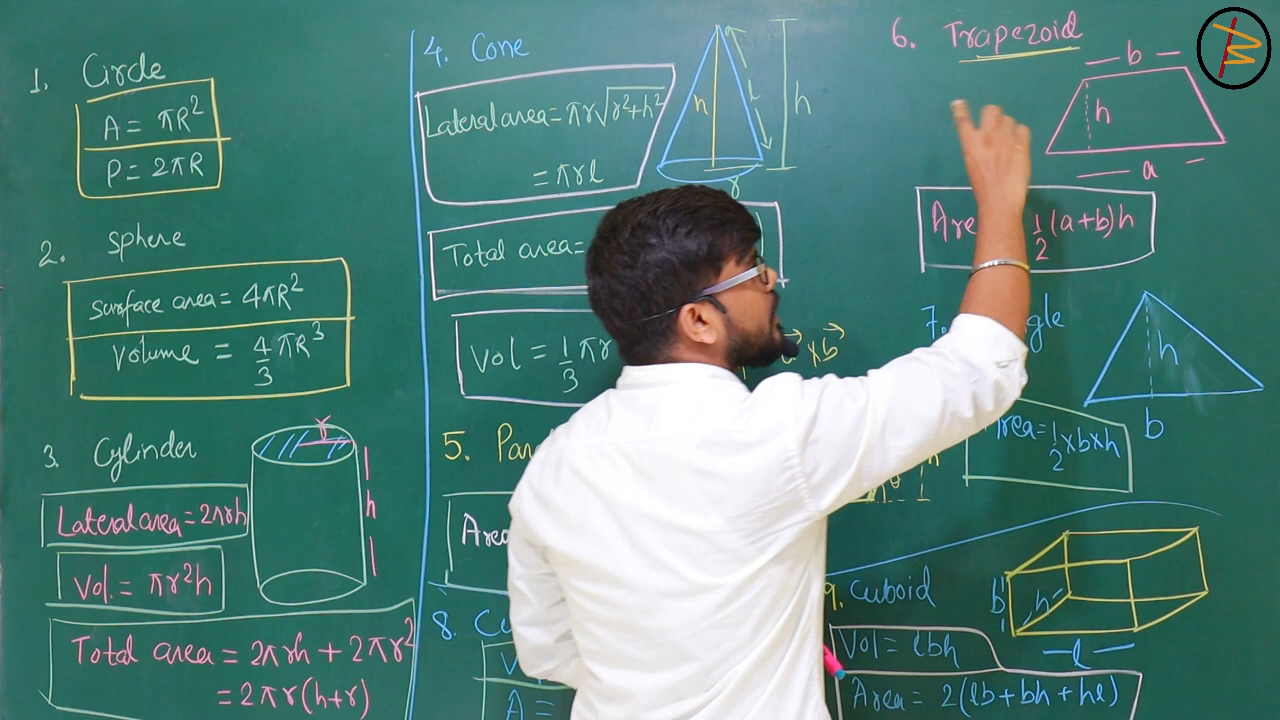 1. Circle
A = πR²
P = 2πR
2. Sphere
Surface area = 4πR²
Volume = 4/3 πR³
3. Cylinder
r
h
Lateral area = 2πrh
Vol. = πr²h
Total area = 2πrh + 2πr²
= 2πr(h+r)
4. Cone
Lateral area = πr√(r²+h²)
= πrl
h
l
h
r
Total area =
Vol = 1/3 πr
×b
5.
Area
θ
8.
A =
6. Trapezoid
b
h
a
1/2 (a+b)h
7.
h
b
Area = 1/2 ×b×h
9. Cuboid
b
h
l
Vol = lbh
Area = 2(lb+bh+hl)